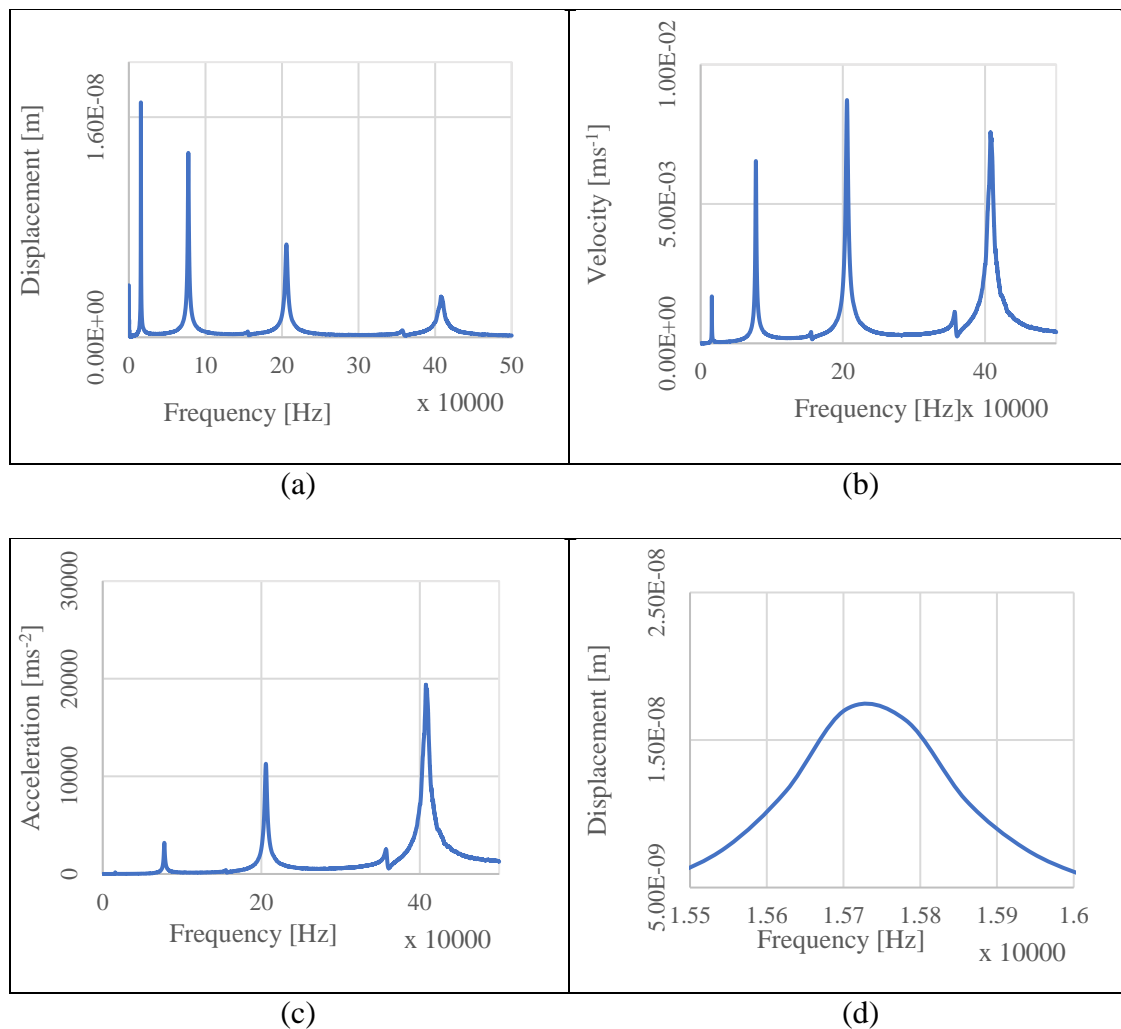 Displacement [m]
1.60E-08
0.00E+00
0 10 20 30 40 50
Frequency [Hz]
x 10000
(a)
Velocity [ms-1]
1.00E-02
5.00E-03
0.00E+00
0 20 40
Frequency [Hz]x 10000
(b)
Acceleration [ms-2]
30000
20000
10000
0
0 20 40
Frequency [Hz]
x 10000
(c)
Displacement [m]
2.50E-08
1.50E-08
5.00E-09
1.55 1.56 1.57 1.58 1.59 1.6
Frequency [Hz]
x 10000
(d)